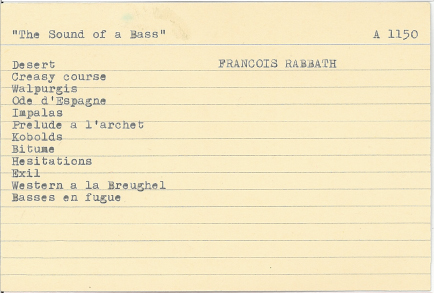 "The Sound of a Bass" A 1150
Desert FRANCOIS RABBATH
Creasy course
Walpurgis
Ode d'Espagne
Impalas
Prelude a l'archet
Kobolds
Bitume
Hesitations
Exil
Western a la Breughel
Basses en fugue